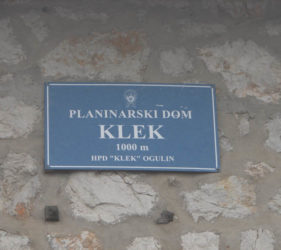 PLANINARSKI DOM
KLEK
1000 m
HPD "KLEK" OGULIN